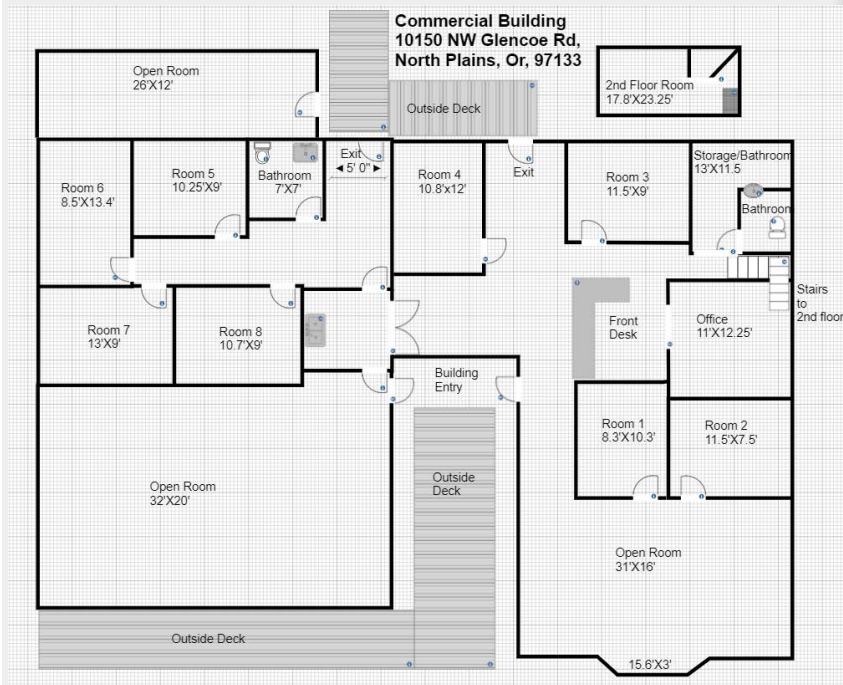 Commercial Building
10150 NW Glencoe Rd,
North Plains, Or, 97133
Open Room
26'X12'
2nd Floor Room
17.8'X23.25'
Outside Deck
Room 6
8.5'X13.4'
Room 5
10.25'X9'
Bathroom
7'X7'
Exit
5' 0"
Room 4
10.8'x12'
Exit
Room 3
11.5'X9'
Storage/Bathroom
13'X11.5
Bathroom
Stairs
to
2nd floor
Room 7
13'X9'
Room 8
10.7'X9'
Front
Desk
Office
11'X12.25'
Building
Entry
Room 1
8.3'X10.3'
Room 2
11.5'X7.5'
Open Room
32'X20'
Outside
Deck
Open Room
31'X16'
Outside Deck
15.6'X3'